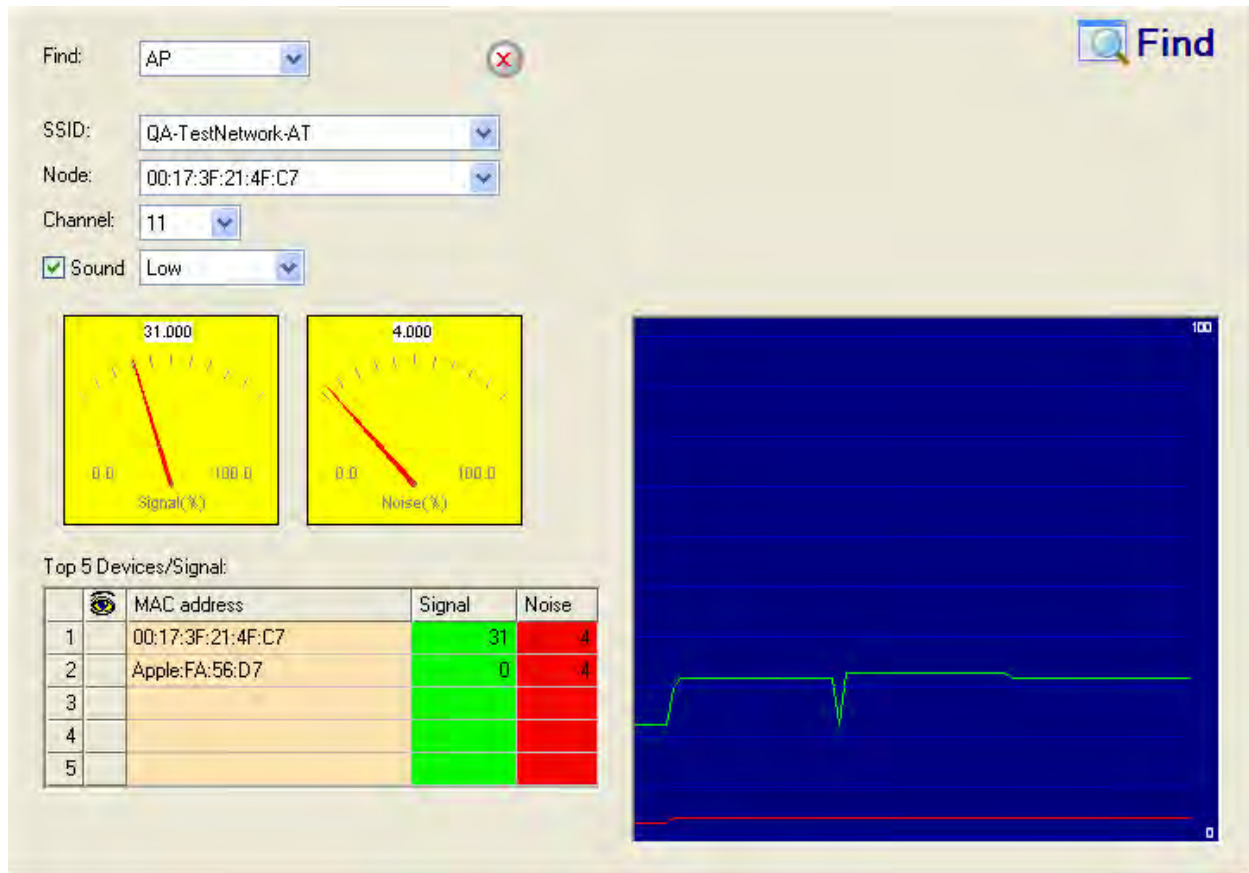 Find: AP
Find
SSID: QA-TestNetwork-AT
Node: 00:17:3F:21:4F:C7
Channel: 11
Sound Low
31.000
0.0 100.0
Signal(%)
4.000
0.0 100.0
Noise(%)
100
0
Top 5 Devices/Signal:
MAC address Signal Noise
1 00:17:3F:21:4F:C7 31 4
2 Apple:FA:56:D7 0 4
3
4
5